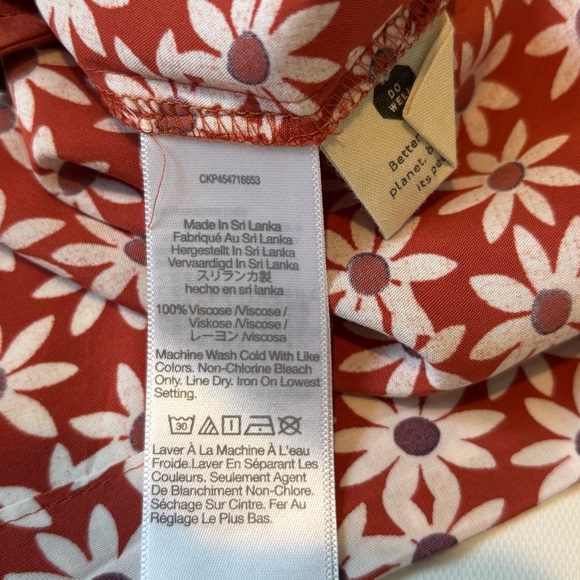 DO
WELL
Better
planet,
its pe
CKP454716653
Made In Sri Lanka
Fabriqué Au Sri Lanka
Hergestellt In Sri Lanka
Vervaardigd In Sri Lanka
スリランカ製
hecho en sri lanka
100% Viscose /Viscose/
Viskose /Viscose /
レーヨン /Viscosa
Machine Wash Cold With Like
Colors. Non-Chlorine Bleach
Only. Line Dry. Iron On Lowest
Setting.
30
Laver À La Machine À L'eau
Froide.Laver En Séparant Les
Couleurs. Seulement Agent
De Blanchiment Non-Chlore.
Séchage Sur Cintre. Fer Au
Réglage Le Plus Bas.